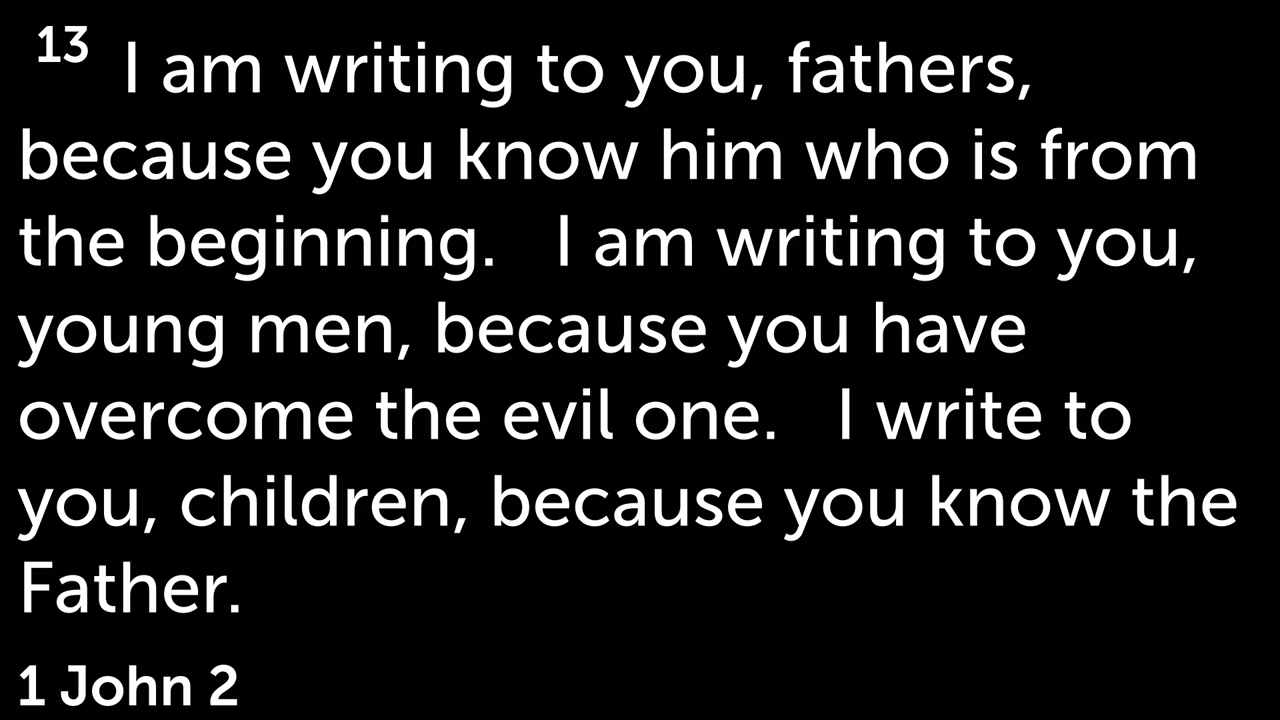 13 I am writing to you, fathers,
because you know him who is from
the beginning. I am writing to you,
young men, because you have
overcome the evil one. I write to
you, children, because you know the
Father.
1 John 2